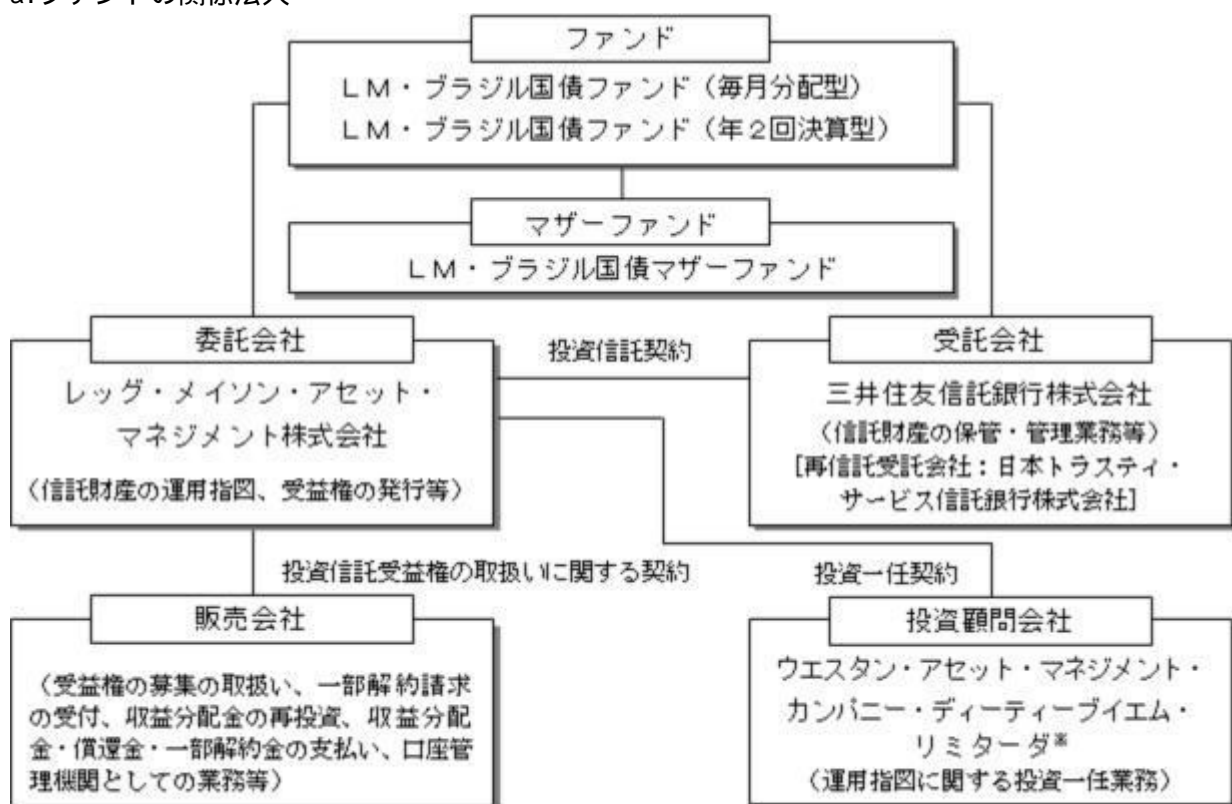 a.ファンドの関係法人
ファンド
LM・ブラジル国債ファンド(毎月分配型)
LM・ブラジル国債ファンド(年2回決算型)
マザーファンド
LM・ブラジル国債マザーファンド
委託会社
レッグ・メイソン・アセット・
マネジメント株式会社
(信託財産の運用指図、受益権の発行等)
投資信託契約
受託会社
三井住友信託銀行株式会社
(信託財産の保管・管理業務等)
[再信託受託会社:日本トラスティ・
サービス信託銀行株式会社]
投資信託受益権の取扱いに関する契約
投資一任契約
販売会社
(受益権の募集の取扱い、一部解約請求
の受付、収益分配金の再投資、収益分配
金・償還金・一部解約金の支払い、口座管
理機関としての業務等)
投資顧問会社
ウエスタン・アセット・マネジメント・
カンパニー・ディーティーブイエム・
リミターダ※
(運用指図に関する投資一任業務)